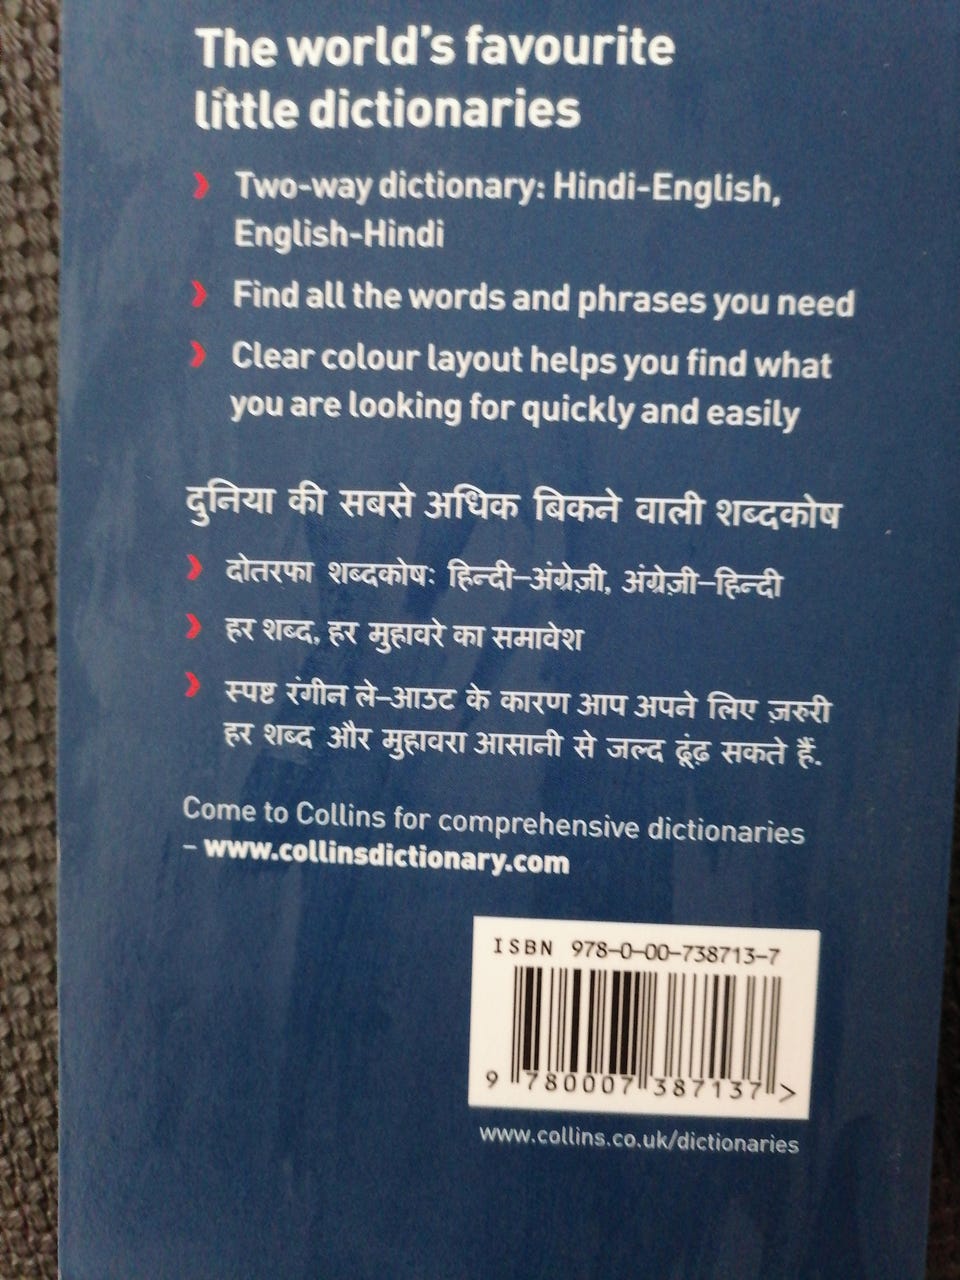 The world's favourite
little dictionaries
Two-way dictionary: Hindi-English,
English-Hindi
Find all the words and phrases you need
Clear colour layout helps you find what
you are looking for quickly and easily
दुनिया की सबसे अधिक बिकने वाली शब्दकोष
दोतरफा शब्दकोषः हिन्दी–अंग्रेज़ी, अंग्रेज़ी–हिन्दी
हर शब्द, हर मुहावरे का समावेश
स्पष्ट रंगीन ले–आउट के कारण आप अपने लिए ज़रुरी
हर शब्द और मुहावरा आसानी से जल्द ढूंढ़ सकते हैं.
Come to Collins for comprehensive dictionaries
– www.collinsdictionary.com
ISBN 978–0–00–738713–7
9 780007 387137 >
www.collins.co.uk/dictionaries